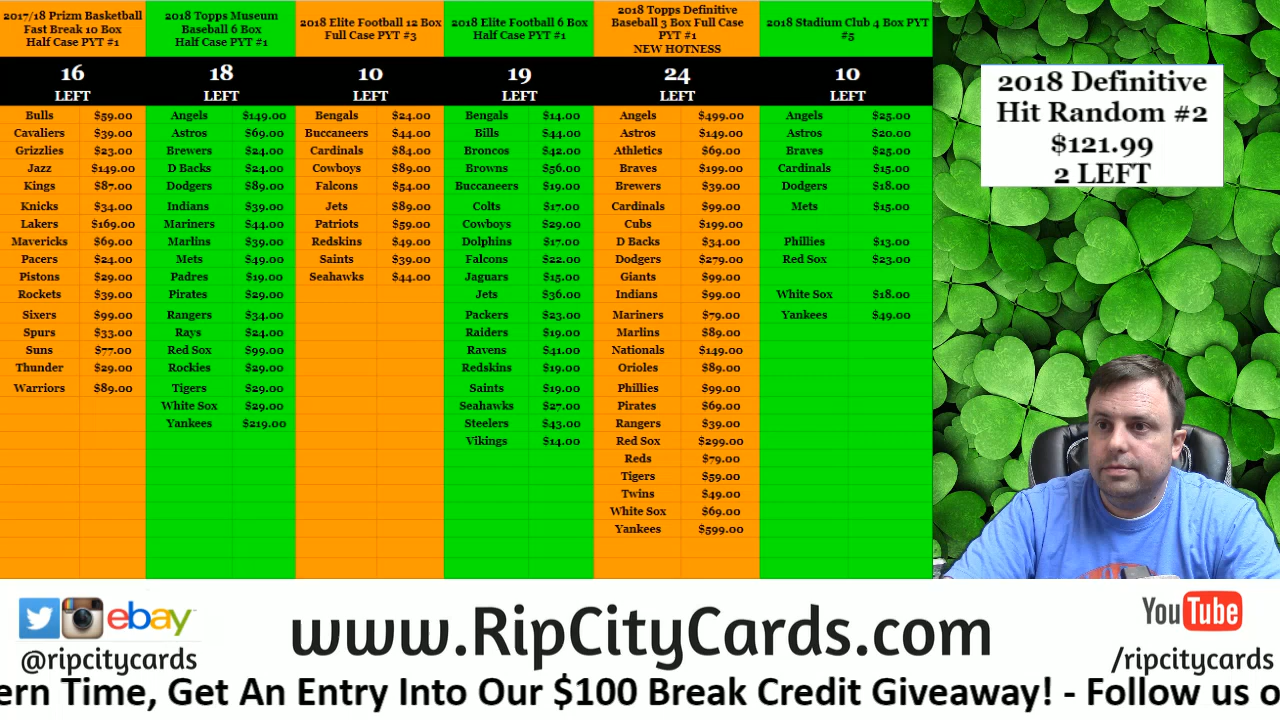 2017/18 Prizm Basketball
Fast Break 10 Box
Half Case PYT #1
16
LEFT
Bulls $59.00
Cavaliers $39.00
Grizzlies $23.00
Jazz $149.00
Kings $87.00
Knicks $34.00
Lakers $169.00
Mavericks $69.00
Pacers $24.00
Pistons $29.00
Rockets $39.00
Sixers $99.00
Spurs $33.00
Suns $77.00
Thunder $29.00
Warriors $89.00
2018 Topps Museum
Baseball 6 Box
Half Case PYT #1
18
LEFT
Angels $149.00
Astros $69.00
Brewers $24.00
D Backs $24.00
Dodgers $89.00
Indians $39.00
Mariners $44.00
Marlins $39.00
Mets $49.00
Padres $19.00
Pirates $29.00
Rangers $34.00
Rays $24.00
Red Sox $99.00
Rockies $29.00
Tigers $29.00
White Sox $29.00
Yankees $219.00
2018 Elite Football 12 Box
Full Case PYT #3
10
LEFT
Bengals $24.00
Buccaneers $44.00
Cardinals $84.00
Cowboys $89.00
Falcons $54.00
Jets $89.00
Patriots $59.00
Redskins $49.00
Saints $39.00
Seahawks $44.00
2018 Elite Football 6 Box
Half Case PYT #1
19
LEFT
Bengals $14.00
Bills $44.00
Broncos $42.00
Browns $56.00
Buccaneers $19.00
Colts $17.00
Cowboys $29.00
Dolphins $17.00
Falcons $22.00
Jaguars $15.00
Jets $36.00
Packers $23.00
Raiders $19.00
Ravens $41.00
Redskins $19.00
Saints $19.00
Seahawks $27.00
Steelers $43.00
Vikings $14.00
2018 Topps Definitive
Baseball 3 Box Full Case
PYT #1
NEW HOTNESS
24
LEFT
Angels $499.00
Astros $149.00
Athletics $69.00
Braves $199.00
Brewers $39.00
Cardinals $99.00
Cubs $199.00
D Backs $34.00
Dodgers $279.00
Giants $99.00
Indians $99.00
Mariners $79.00
Marlins $89.00
Nationals $149.00
Orioles $89.00
Phillies $99.00
Pirates $69.00
Rangers $39.00
Red Sox $299.00
Reds $79.00
Tigers $59.00
Twins $49.00
White Sox $69.00
Yankees $599.00
2018 Stadium Club 4 Box PYT
#5
10
LEFT
Angels $25.00
Astros $20.00
Braves $25.00
Cardinals $15.00
Dodgers $18.00
Mets $15.00
Phillies $13.00
Red Sox $23.00
White Sox $18.00
Yankees $49.00
2018 Definitive
Hit Random #2
$121.99
2 LEFT
ebay
@ripcitycards
www.RipCityCards.com
YouTube
/ripcitycards
ern Time, Get An Entry Into Our $100 Break Credit Giveaway! - Follow us o